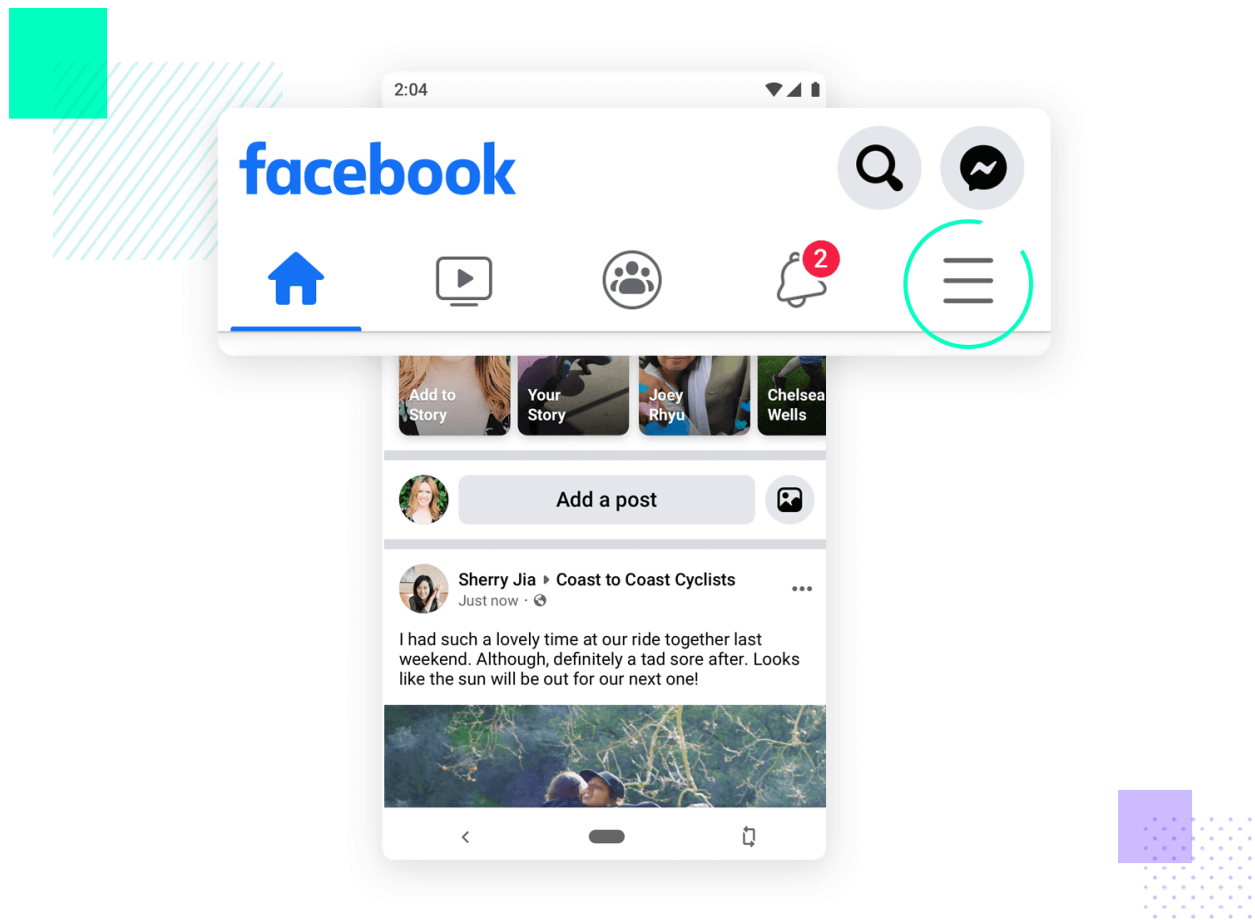 2:04
facebook
2
Add to
Story
Your
Story
Joey
Rhyu
Chelsea
Wells
Add a post
Sherry Jia ▸ Coast to Coast Cyclists
Just now ·
I had such a lovely time at our ride together last
weekend. Although, definitely a tad sore after. Looks
like the sun will be out for our next one!